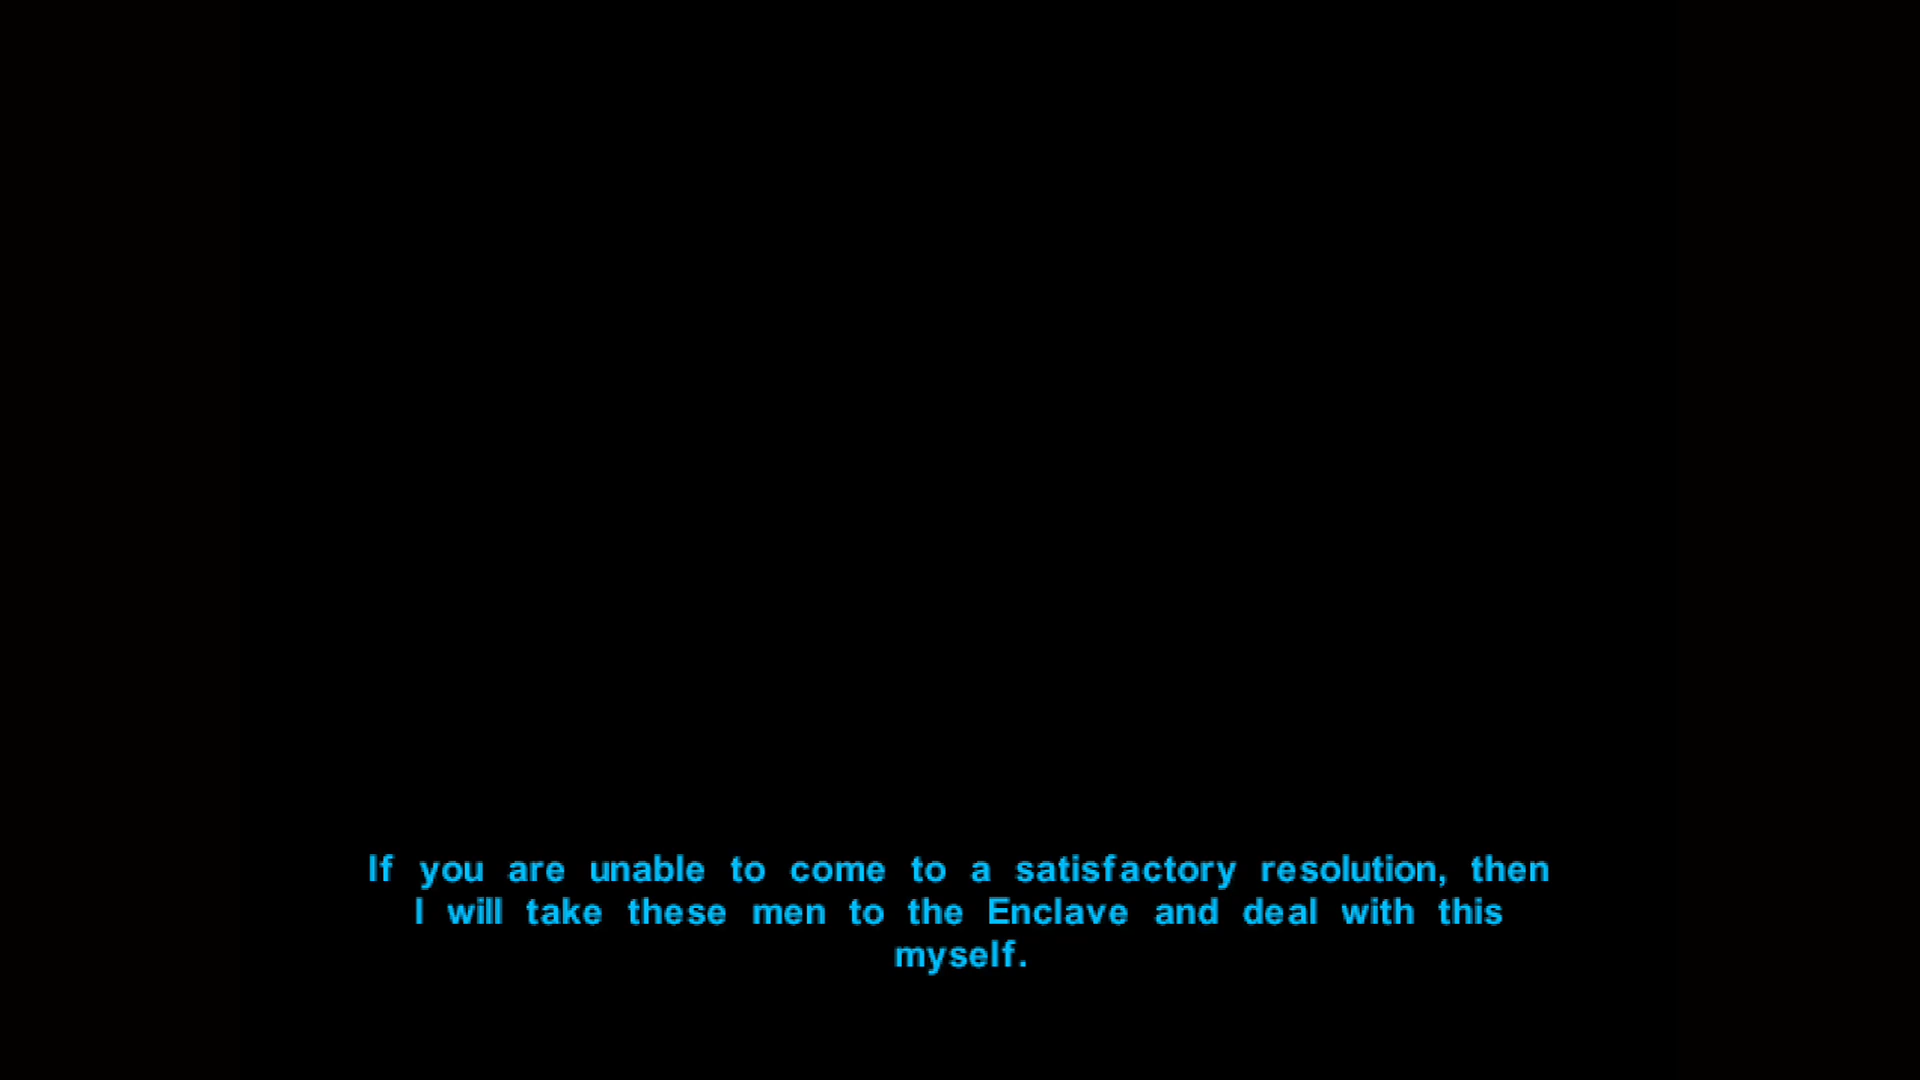 If you are unable to come to a satisfactory resolution, then
I will take these men to the Enclave and deal with this
myself.